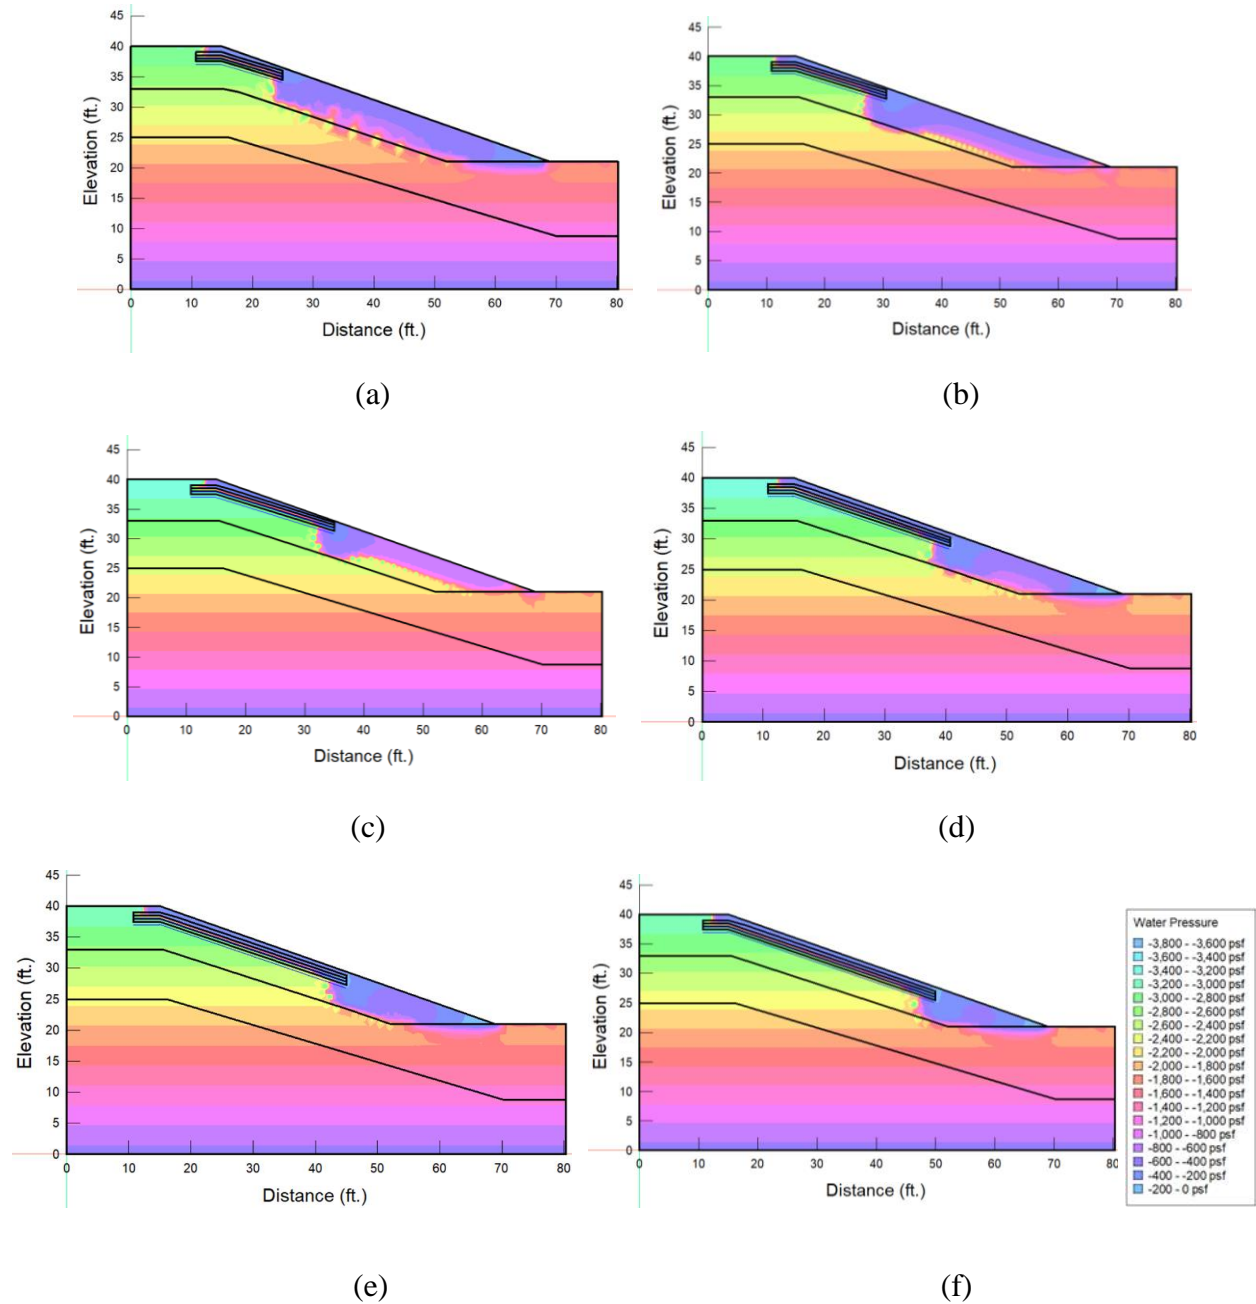 45
40
35
30
25
20
15
10
5
0
Elevation (ft.)
0 10 20 30 40 50 60 70 80
Distance (ft.)
(a)
45
40
35
30
25
20
15
10
5
0
Elevation (ft.)
0 10 20 30 40 50 60 70 80
Distance (ft.)
(b)
45
40
35
30
25
20
15
10
5
0
Elevation (ft.)
0 10 20 30 40 50 60 70 80
Distance (ft.)
(c)
45
40
35
30
25
20
15
10
5
0
Elevation (ft.)
0 10 20 30 40 50 60 70 80
Distance (ft.)
(d)
45
40
35
30
25
20
15
10
5
0
Elevation (ft.)
0 10 20 30 40 50 60 70 80
Distance (ft.)
(e)
45
40
35
30
25
20
15
10
5
0
Elevation (ft.)
0 10 20 30 40 50 60 70 80
Distance (ft.)
(f)
Water Pressure
-3,800 - -3,600 psf
-3,600 - -3,400 psf
-3,400 - -3,200 psf
-3,200 - -3,000 psf
-3,000 - -2,800 psf
-2,800 - -2,600 psf
-2,600 - -2,400 psf
-2,400 - -2,200 psf
-2,200 - -2,000 psf
-2,000 - -1,800 psf
-1,800 - -1,600 psf
-1,600 - -1,400 psf
-1,400 - -1,200 psf
-1,200 - -1,000 psf
-1,000 - -800 psf
-800 - -600 psf
-600 - -400 psf
-400 - -200 psf
-200 - 0 psf